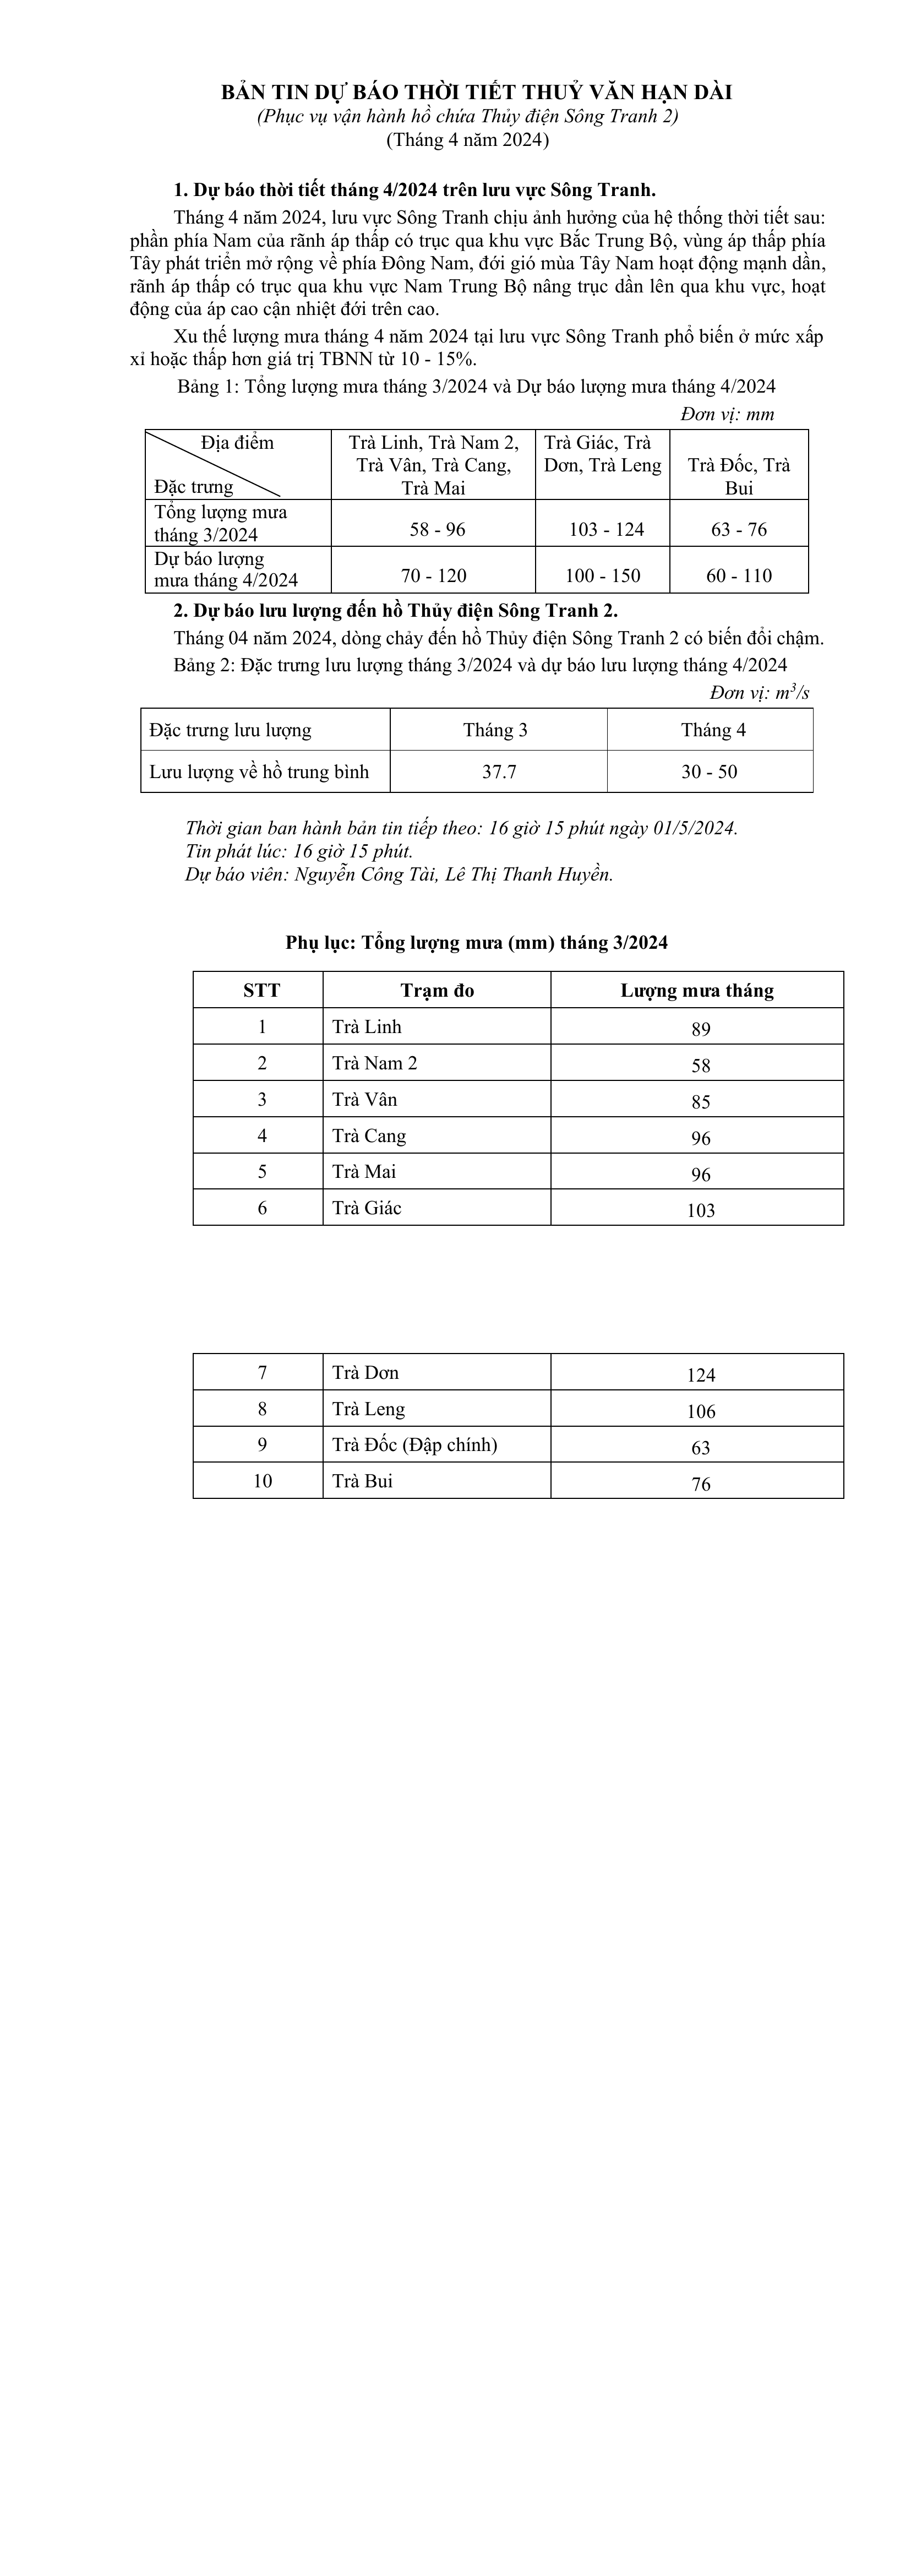 BẢN TIN DỰ BÁO THỜI TIẾT THUỶ VĂN HẠN DÀI
(Phục vụ vận hành hồ chứa Thủy điện Sông Tranh 2)
(Tháng 4 năm 2024)
1. Dự báo thời tiết tháng 4/2024 trên lưu vực Sông Tranh.
Tháng 4 năm 2024, lưu vực Sông Tranh chịu ảnh hưởng của hệ thống thời tiết sau:
phần phía Nam của rãnh áp thấp có trục qua khu vực Bắc Trung Bộ, vùng áp thấp phía
Tây phát triển mở rộng về phía Đông Nam, đới gió mùa Tây Nam hoạt động mạnh dần,
rãnh áp thấp có trục qua khu vực Nam Trung Bộ nâng trục dần lên qua khu vực, hoạt
động của áp cao cận nhiệt đới trên cao.
Xu thế lượng mưa tháng 4 năm 2024 tại lưu vực Sông Tranh phổ biến ở mức xấp
xỉ hoặc thấp hơn giá trị TBNN từ 10 - 15%.
Bảng 1: Tổng lượng mưa tháng 3/2024 và Dự báo lượng mưa tháng 4/2024
Đơn vị: mm
Địa điểm
Đặc trưng
Trà Linh, Trà Nam 2,
Trà Vân, Trà Cang,
Trà Mai
Trà Giác, Trà
Dơn, Trà Leng
Trà Đốc, Trà
Bui
Tổng lượng mưa
tháng 3/2024
58 - 96
103 - 124
63 - 76
Dự báo lượng
mưa tháng 4/2024
70 - 120
100 - 150
60 - 110
2. Dự báo lưu lượng đến hồ Thủy điện Sông Tranh 2.
Tháng 04 năm 2024, dòng chảy đến hồ Thủy điện Sông Tranh 2 có biến đổi chậm.
Bảng 2: Đặc trưng lưu lượng tháng 3/2024 và dự báo lưu lượng tháng 4/2024
Đơn vị: m³/s
Đặc trưng lưu lượng Tháng 3 Tháng 4
Lưu lượng về hồ trung bình 37.7 30 - 50
Thời gian ban hành bản tin tiếp theo: 16 giờ 15 phút ngày 01/5/2024.
Tin phát lúc: 16 giờ 15 phút.
Dự báo viên: Nguyễn Công Tài, Lê Thị Thanh Huyền.
Phụ lục: Tổng lượng mưa (mm) tháng 3/2024
STT Trạm đo Lượng mưa tháng
1 Trà Linh 89
2 Trà Nam 2 58
3 Trà Vân 85
4 Trà Cang 96
5 Trà Mai 96
6 Trà Giác 103
7 Trà Dơn 124
8 Trà Leng 106
9 Trà Đốc (Đập chính) 63
10 Trà Bui 76